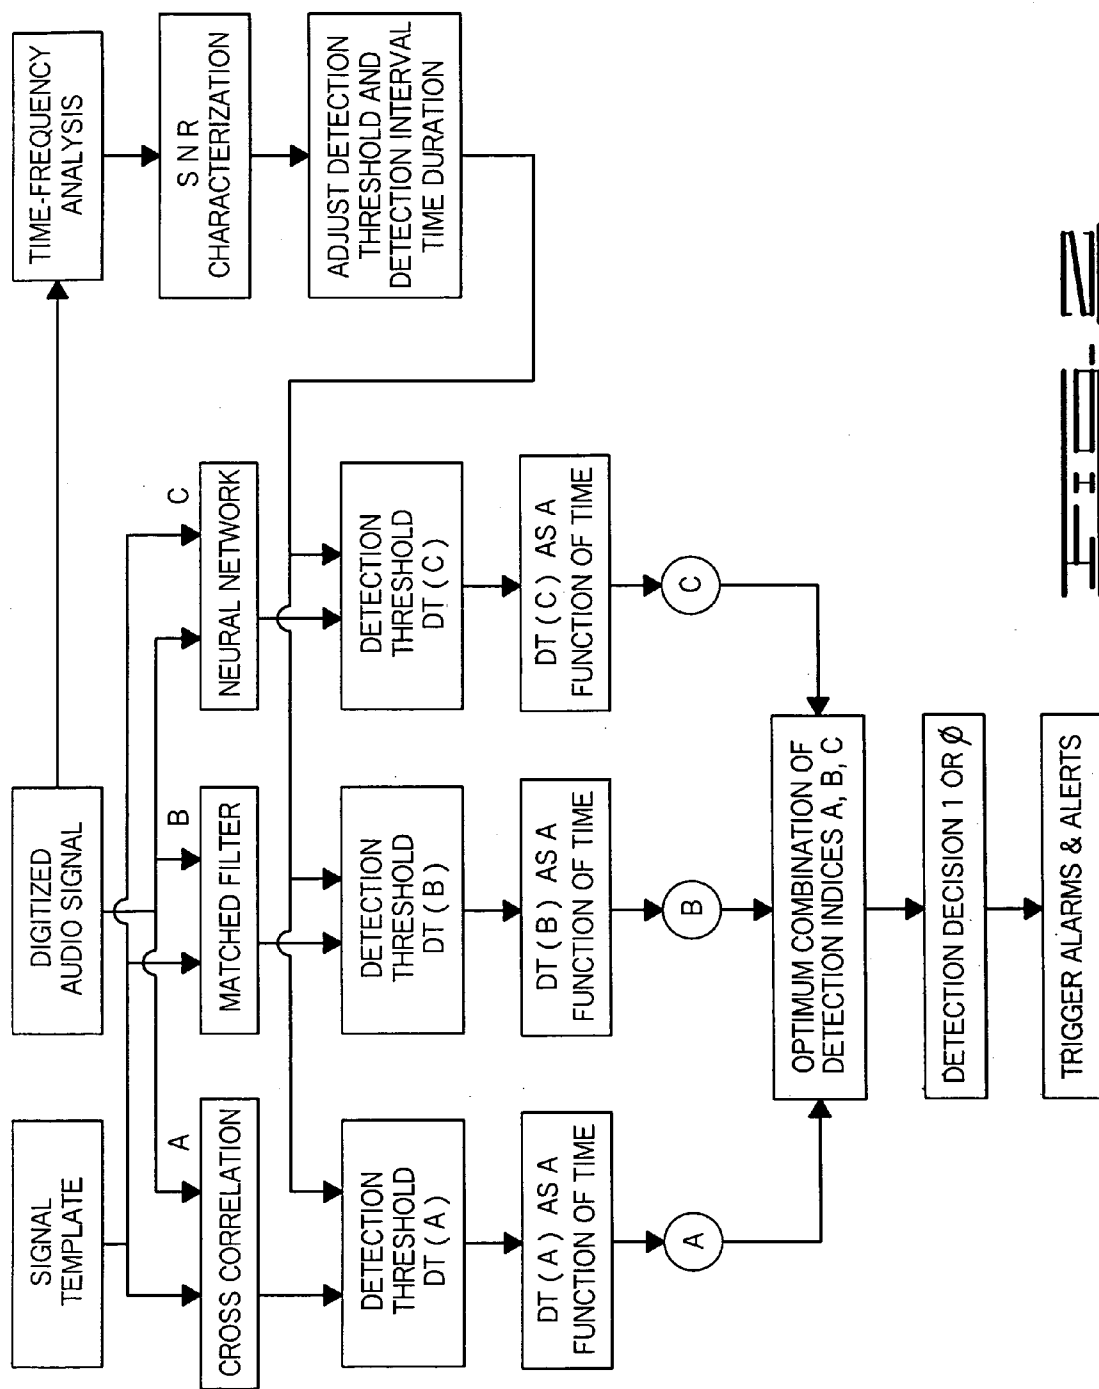 SIGNAL
TEMPLATE
DIGITIZED
AUDIO SIGNAL
TIME-FREQUENCY
ANALYSIS
A
B
C
CROSS CORRELATION
MATCHED FILTER
NEURAL NETWORK
SNR
CHARACTERIZATION
DETECTION
THRESHOLD
DT (A)
DETECTION
THRESHOLD
DT (B)
DETECTION
THRESHOLD
DT (C)
ADJUST DETECTION
THRESHOLD AND
DETECTION INTERVAL
TIME DURATION
DT (A) AS A
FUNCTION OF TIME
DT (B) AS A
FUNCTION OF TIME
DT (C) AS A
FUNCTION OF TIME
A
B
C
OPTIMUM COMBINATION OF
DETECTION INDICES A, B, C
DETECTION DECISION 1 OR Ø
TRIGGER ALARMS & ALERTS